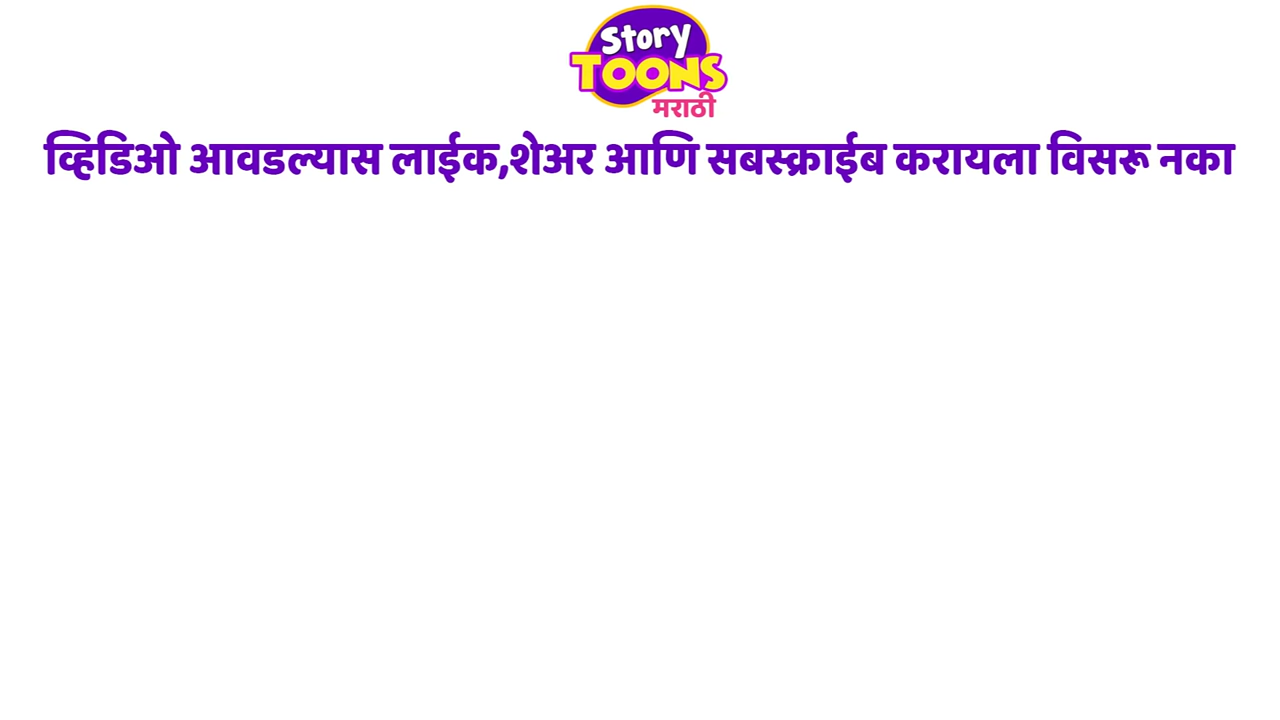 Story
TOONS
मराठी
व्हिडिओ आवडल्यास लाईक,शेअर आणि सबस्क्राईब करायला विसरू नका